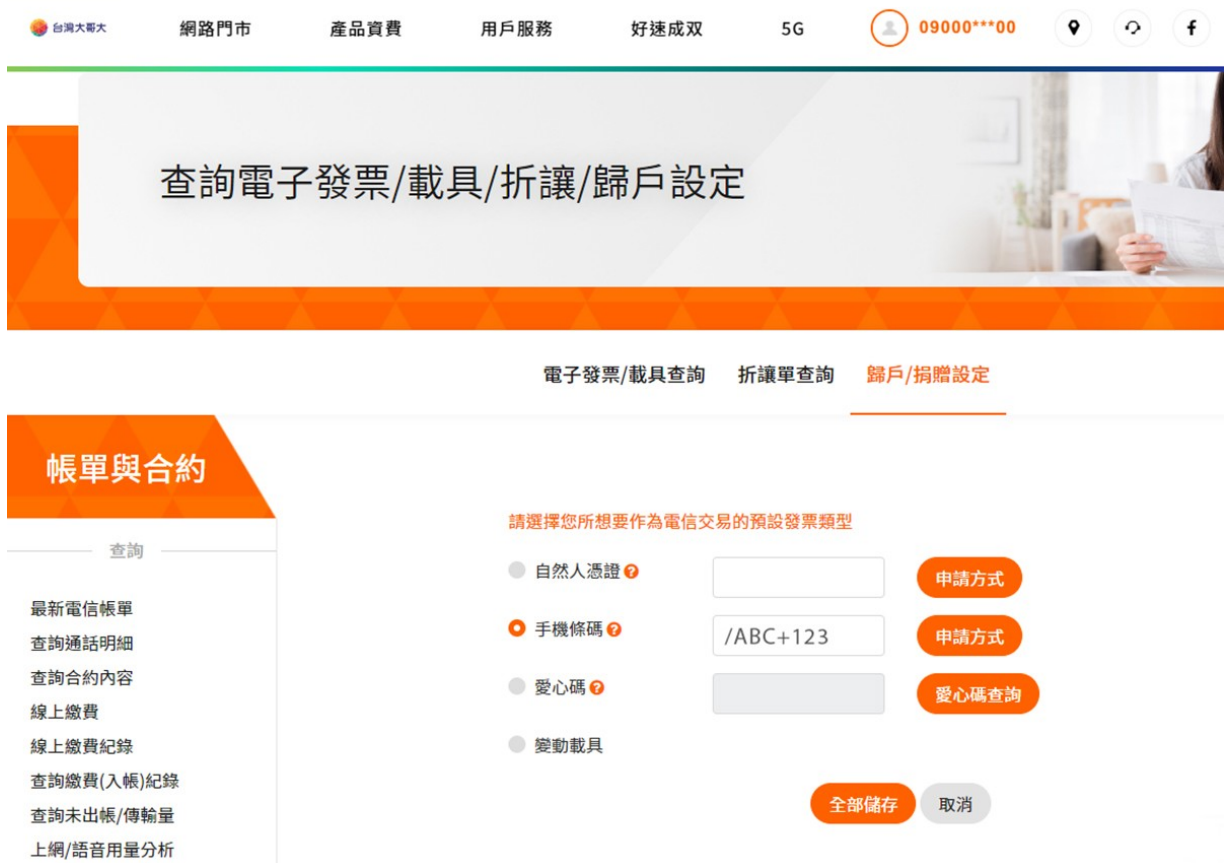 台灣大哥大 網路門市 產品資費 用戶服務 好速成双 5G 09000***00
查詢電子發票/載具/折讓/歸戶設定
電子發票/載具查詢 折讓單查詢 歸戶/捐贈設定
帳單與合約
查詢
最新電信帳單
查詢通話明細
查詢合約內容
線上繳費
線上繳費紀錄
查詢繳費(入帳)紀錄
查詢未出帳/傳輸量
上網/語音用量分析
請選擇您所想要作為電信交易的預設發票類型
自然人憑證 ? 申請方式
手機條碼 ? /ABC+123 申請方式
愛心碼 ? 愛心碼查詢
變動載具
全部儲存 取消